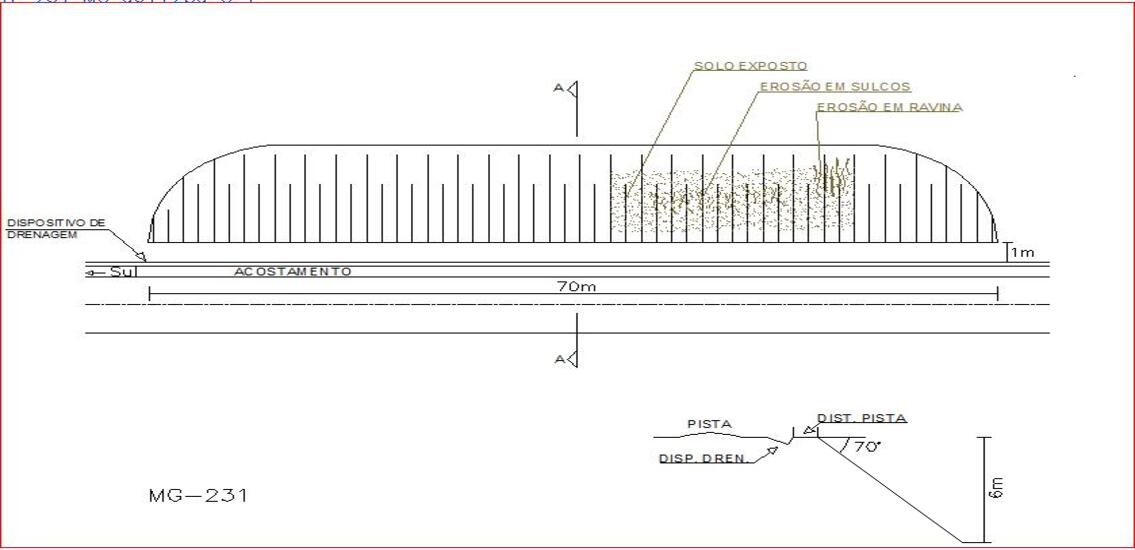 SOLO EXPOSTO
EROSÃO EM SULCOS
EROSÃO EM RAVINA
A
DISPOSITIVO DE
DRENAGEM
1m
Sul
ACOSTAMENTO
70m
A
DIST. PISTA
PISTA
DISP. DREN.
70°
6m
MG-231